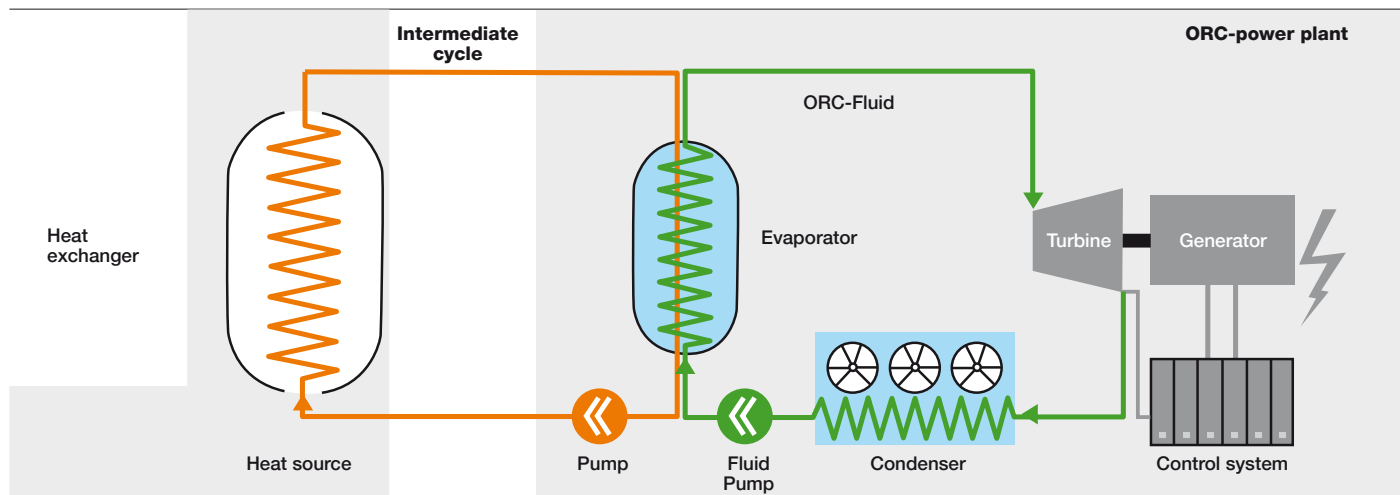 Intermediate
cycle
ORC-power plant
ORC-Fluid
Heat
exchanger
Evaporator
Turbine
Generator
Heat source
Pump
Fluid
Pump
Condenser
Control system